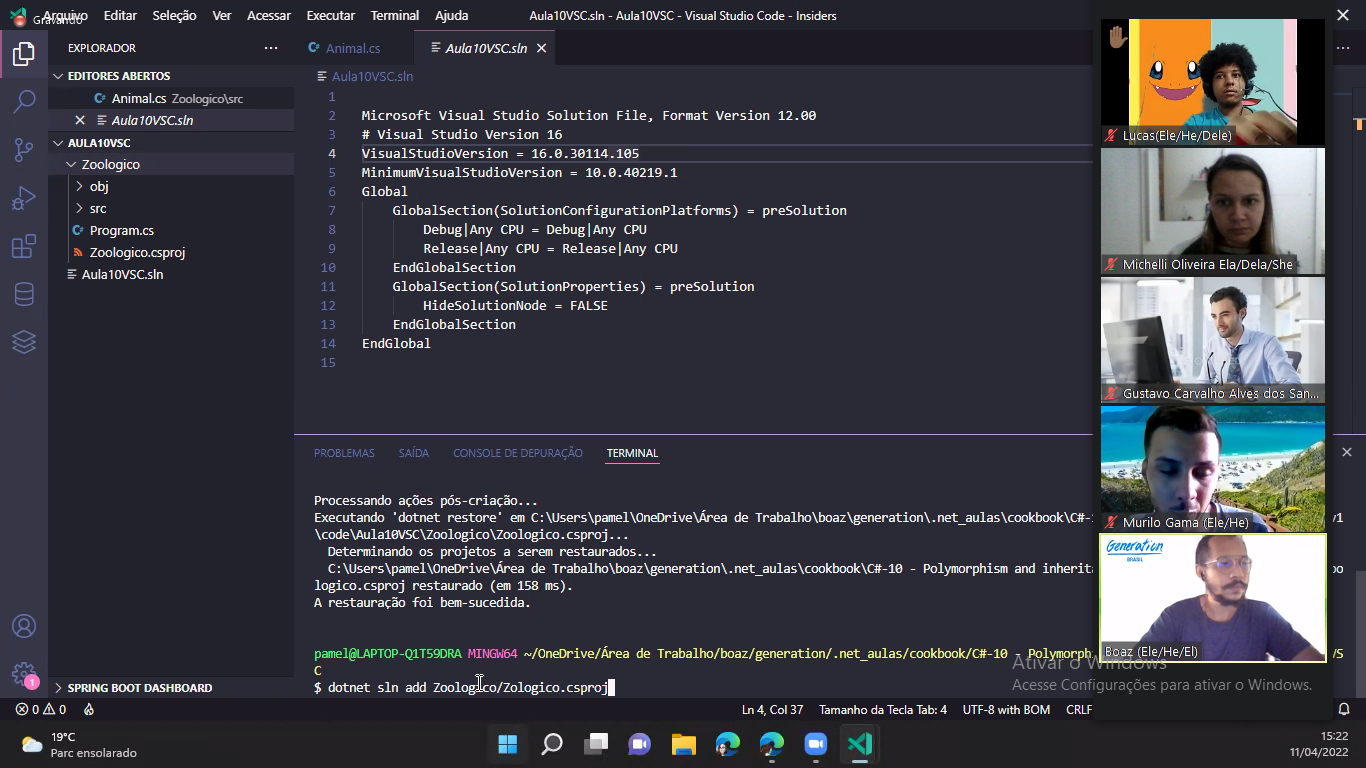 Gravando
Arquivo Editar Seleção Ver Acessar Executar Terminal Ajuda
Aula10VSC.sln - Aula10VSC - Visual Studio Code - Insiders
EXPLORADOR
EDITORES ABERTOS
Animal.cs Zoologico\src
Aula10VSC.sln
AULA10VSC
Zoologico
obj
src
Program.cs
Zoologico.csproj
Aula10VSC.sln
SPRING BOOT DASHBOARD
Animal.cs
Aula10VSC.sln
Aula10VSC.sln
1
2 Microsoft Visual Studio Solution File, Format Version 12.00
3 # Visual Studio Version 16
4 VisualStudioVersion = 16.0.30114.105
5 MinimumVisualStudioVersion = 10.0.40219.1
6 Global
7 GlobalSection(SolutionConfigurationPlatforms) = preSolution
8 Debug|Any CPU = Debug|Any CPU
9 Release|Any CPU = Release|Any CPU
10 EndGlobalSection
11 GlobalSection(SolutionProperties) = preSolution
12 HideSolutionNode = FALSE
13 EndGlobalSection
14 EndGlobal
15
PROBLEMAS SAÍDA CONSOLE DE DEPURAÇÃO TERMINAL
Processando ações pós-criação...
Executando 'dotnet restore' em C:\Users\pamel\OneDrive\Área de Trabalho\boaz\generation\.net_aulas\cookbook\C#-1
\code\Aula10VSC\Zoologico\Zoologico.csproj...
Determinando os projetos a serem restaurados...
C:\Users\pamel\OneDrive\Área de Trabalho\boaz\generation\.net_aulas\cookbook\C#-10 - Polymorphism and inherit
logico.csproj restaurado (em 158 ms).
A restauração foi bem-sucedida.
pamel@LAPTOP-Q1T59DRA MINGW64 ~/OneDrive/Área de Trabalho/boaz/generation/.net_aulas/cookbook/C#-10 - Polymorph
C
$ dotnet sln add Zoologico/Zologico.csproj
Lucas(Ele/He/Dele)
Michelli Oliveira Ela/Dela/She
Gustavo Carvalho Alves dos San...
Murilo Gama (Ele/He)
Generation
BRASIL
Boaz (Ele/He/El)
Ativar o Windows
Acesse Configurações para ativar o Windows.
1
0 0
Ln 4, Col 37 Tamanho da Tecla Tab: 4 UTF-8 with BOM CRLF
19°C
Parc ensolarado
15:22
11/04/2022